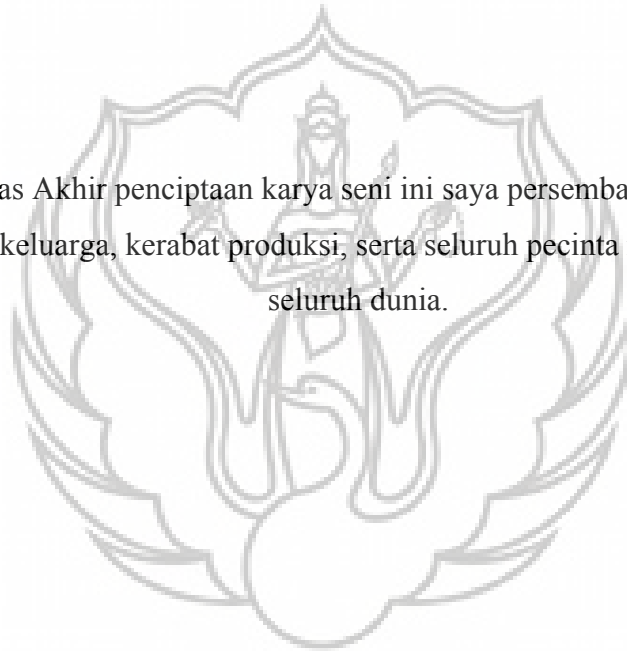 as Akhir penciptaan karya seni ini saya persemba
keluarga, kerabat produksi, serta seluruh pecinta
seluruh dunia.